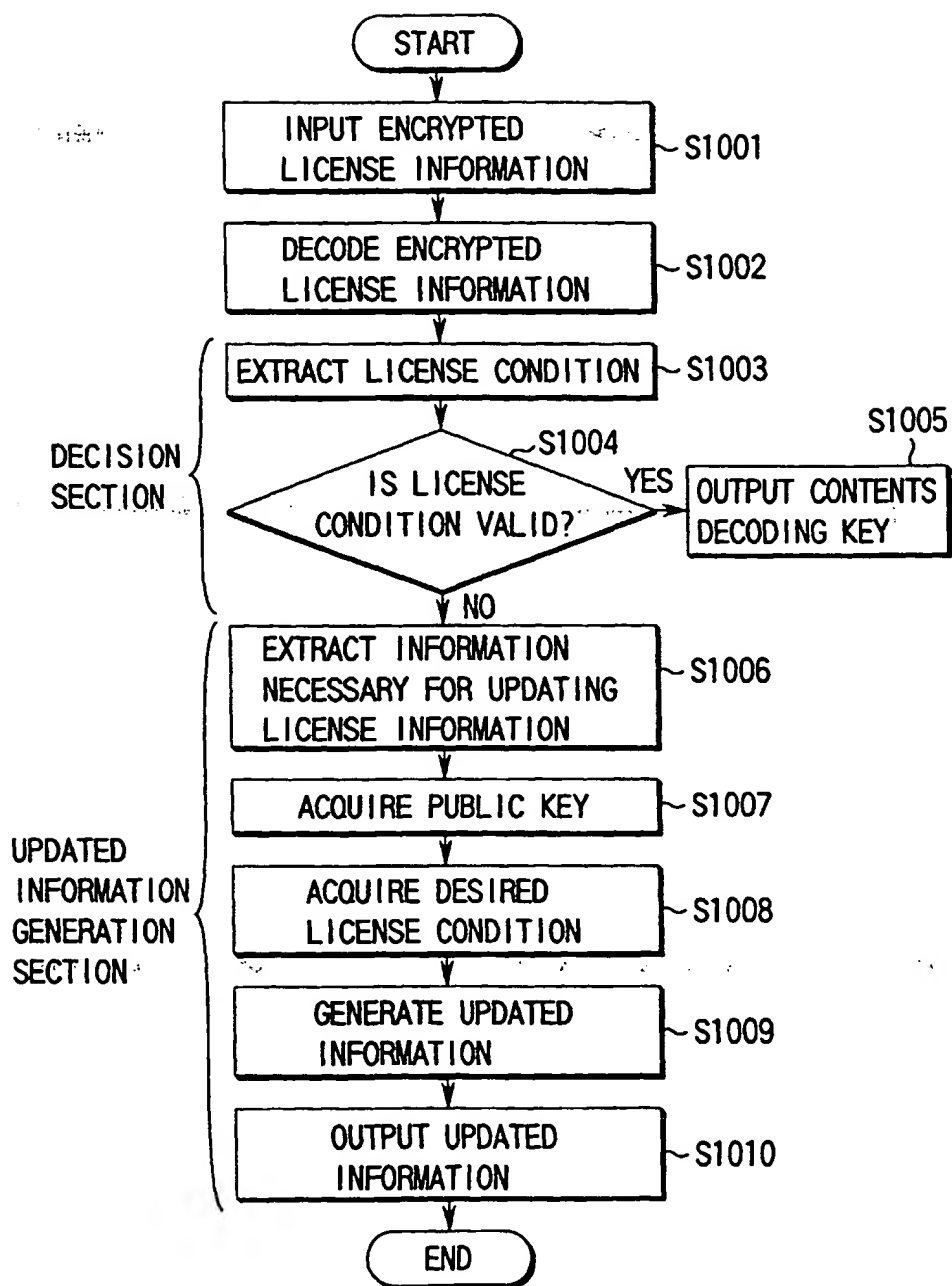 START
INPUT ENCRYPTED
LICENSE INFORMATION
S1001
DECODE ENCRYPTED
LICENSE INFORMATION
S1002
EXTRACT LICENSE CONDITION
S1003
DECISION
SECTION
S1004
IS LICENSE
CONDITION VALID?
YES
S1005
OUTPUT CONTENTS
DECODING KEY
NO
EXTRACT INFORMATION
NECESSARY FOR UPDATING
LICENSE INFORMATION
S1006
ACQUIRE PUBLIC KEY
S1007
UPDATED
INFORMATION
GENERATION
SECTION
ACQUIRE DESIRED
LICENSE CONDITION
S1008
GENERATE UPDATED
INFORMATION
S1009
OUTPUT UPDATED
INFORMATION
S1010
END